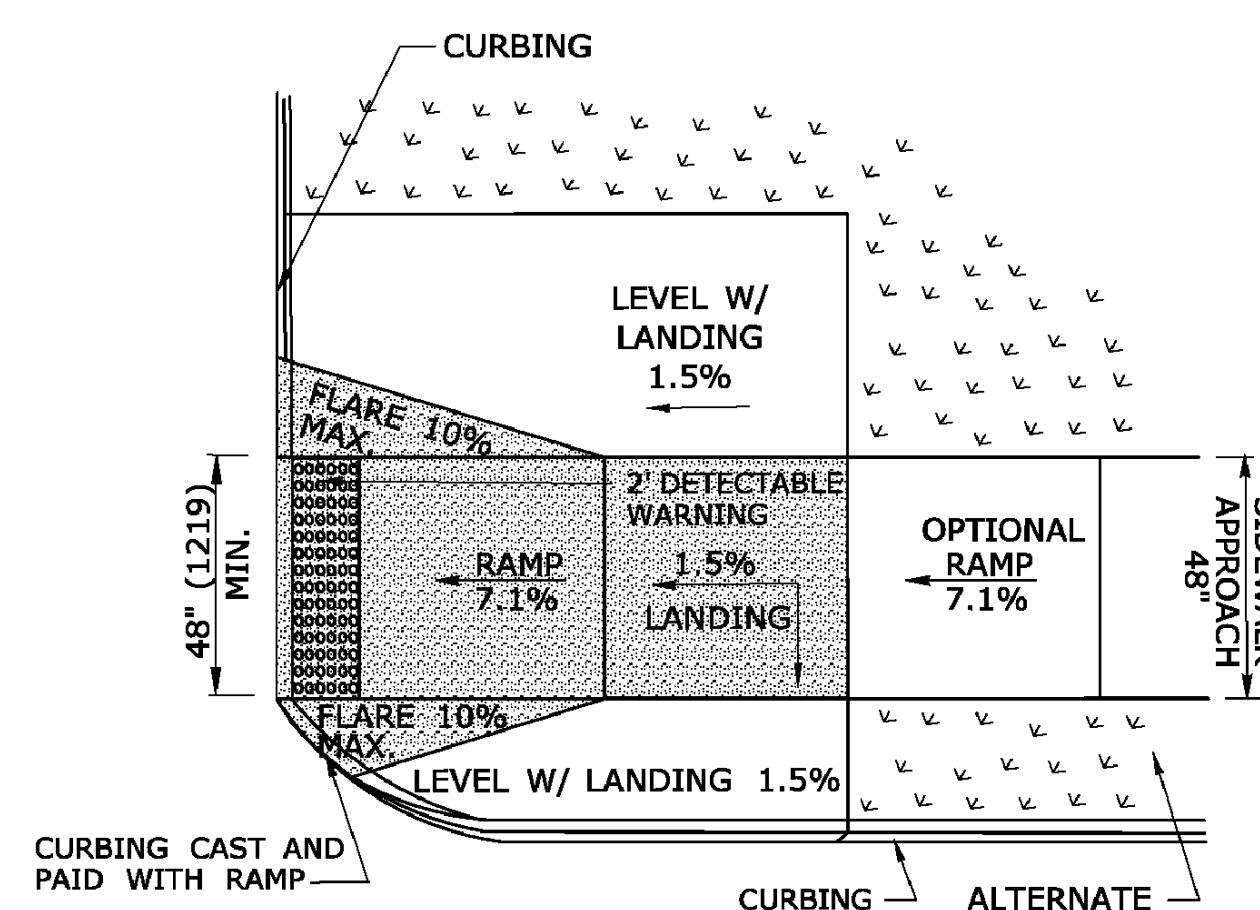 CURBING
LEVEL W/
LANDING
1.5%
FLARE 10%
MAX.
2' DETECTABLE
WARNING
48" (1219)
MIN.
RAMP
7.1%
1.5%
LANDING
OPTIONAL
RAMP
7.1%
APPROACH
48"
FLARE 10%
MAX.
LEVEL W/ LANDING 1.5%
CURBING CAST AND
PAID WITH RAMP
CURBING
ALTERNATE